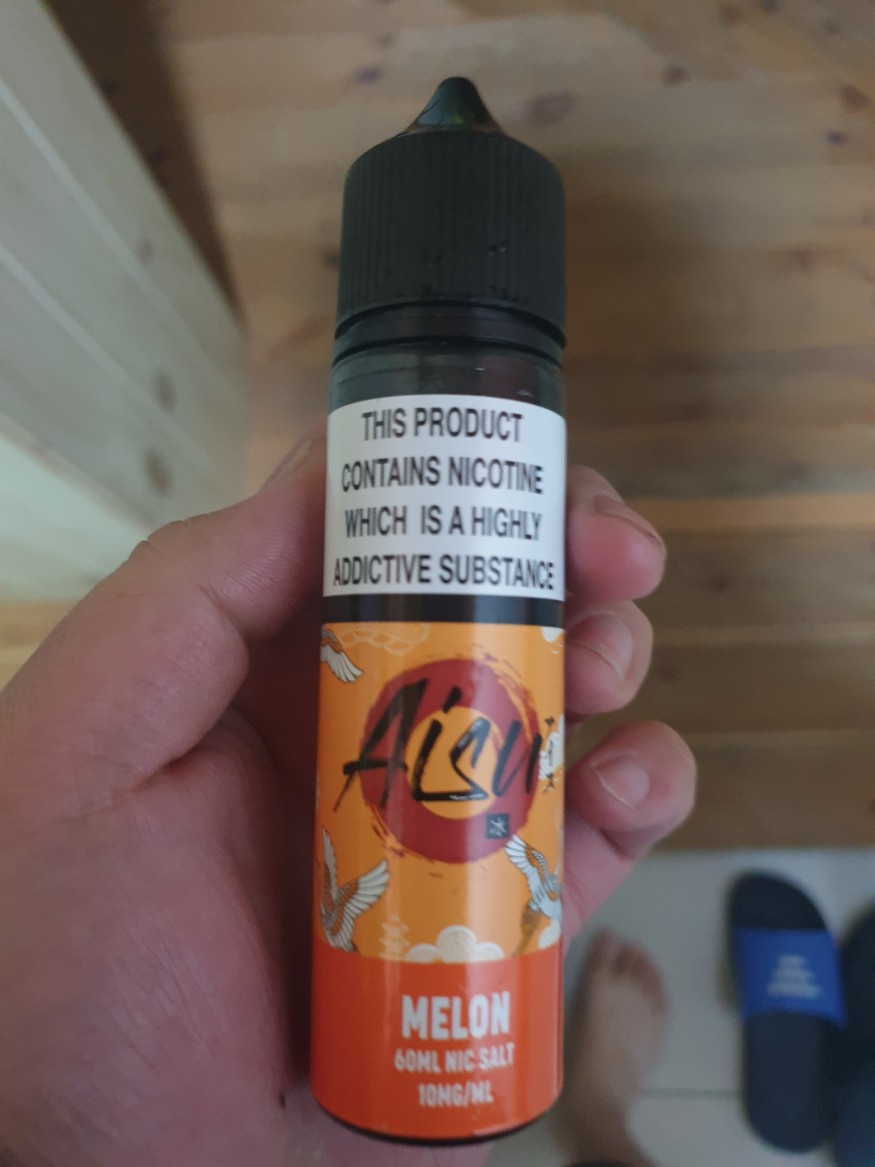 THIS PRODUCT
CONTAINS NICOTINE
WHICH IS A HIGHLY
ADDICTIVE SUBSTANCE
Aisu
MELON
60ML NIC SALT
10MG/ML